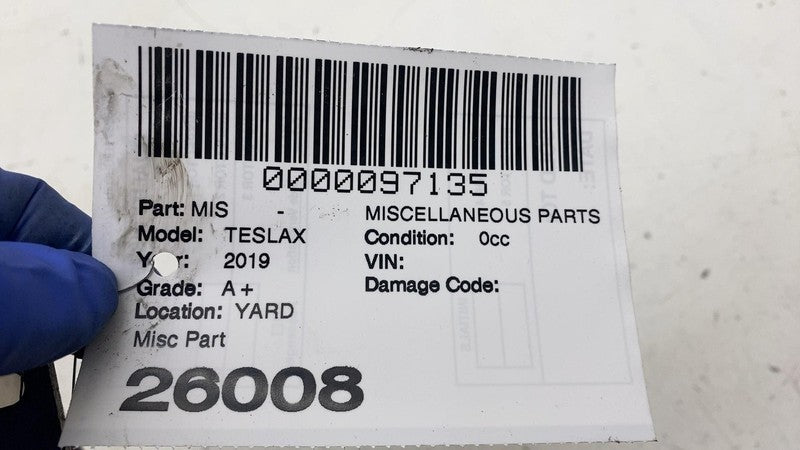 0000097135
Part: MIS - MISCELLANEOUS PARTS
Model: TESLAX Condition: 0cc
Year: 2019 VIN:
Grade: A+ Damage Code:
Location: YARD
Misc Part
26008